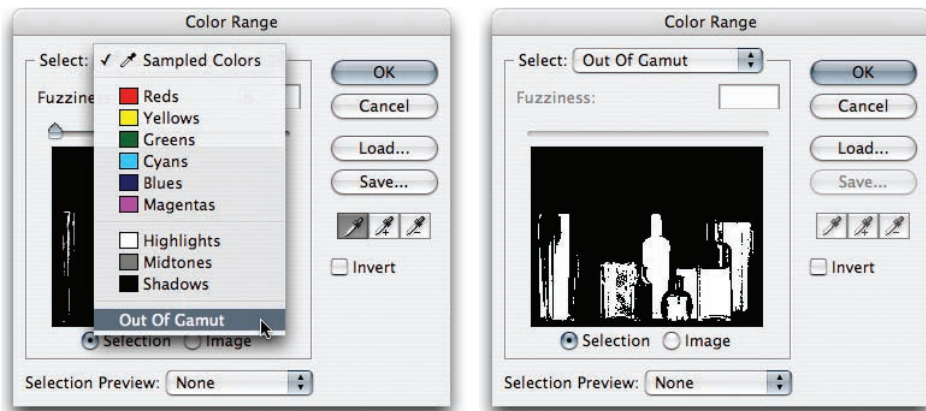 Color Range
Select: ✓ Sampled Colors
Reds
Yellows
Greens
Cyans
Blues
Magentas
Highlights
Midtones
Shadows
Out Of Gamut
Fuzzine
OK
Cancel
Load...
Save...
Invert
Selection Image
Selection Preview: None
Color Range
Select: Out Of Gamut
Fuzziness:
OK
Cancel
Load...
Save...
Invert
Selection Image
Selection Preview: None